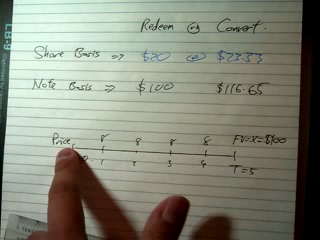 Redeem @ Convert.
Share Basis => $20 @ $23.33
Note Basis => $100 $116.65
Price 8 8 8 8 FV=X=$100
0 1 2 3 4 T=5